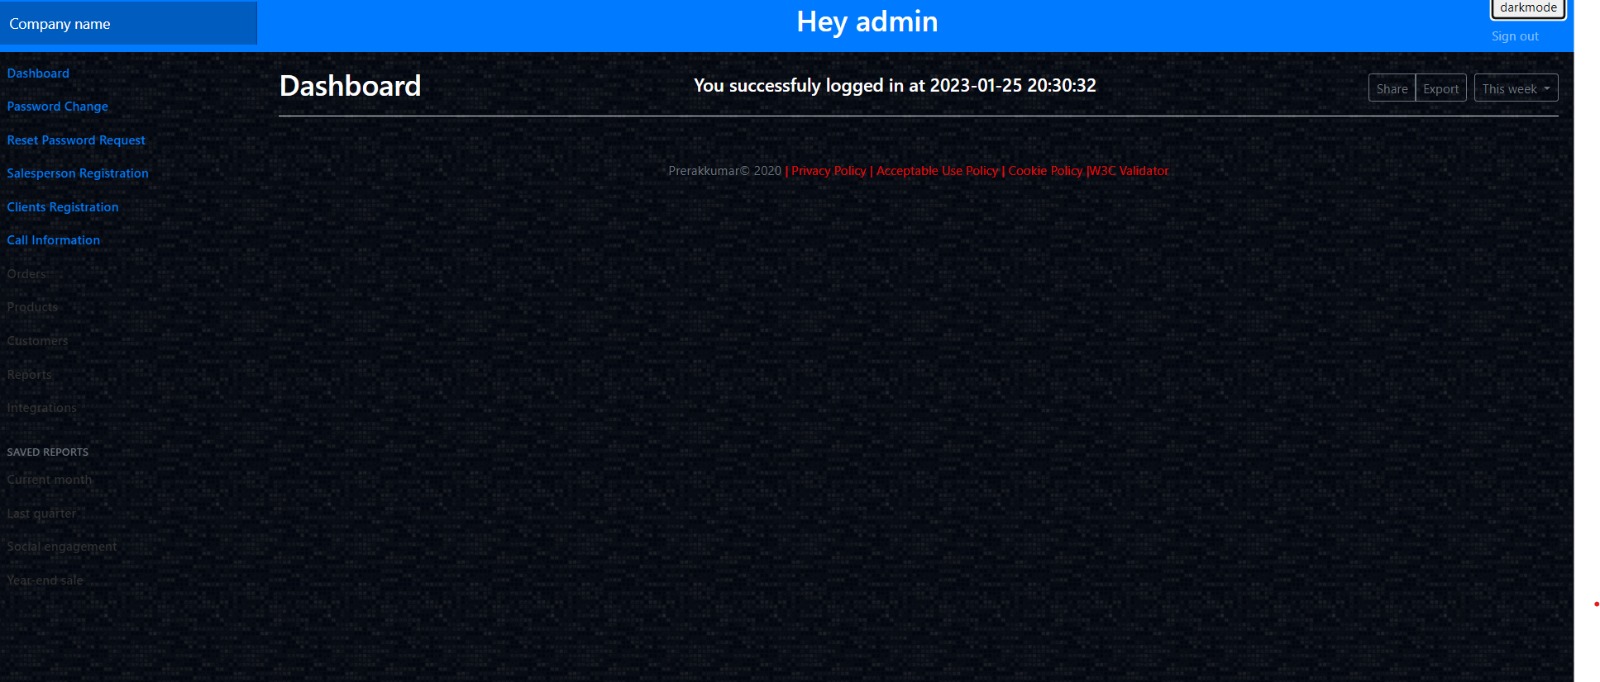 Company name
Hey admin
darkmode
Sign out
Dashboard
Password Change
Reset Password Request
Salesperson Registration
Clients Registration
Call Information
Orders
Products
Customers
Reports
Integrations
SAVED REPORTS
Current month
Last quarter
Social engagement
Year-end sale
Dashboard
You successfuly logged in at 2023-01-25 20:30:32
Share Export This week
Prerakkumar© 2020 | Privacy Policy | Acceptable Use Policy | Cookie Policy |W3C Validator